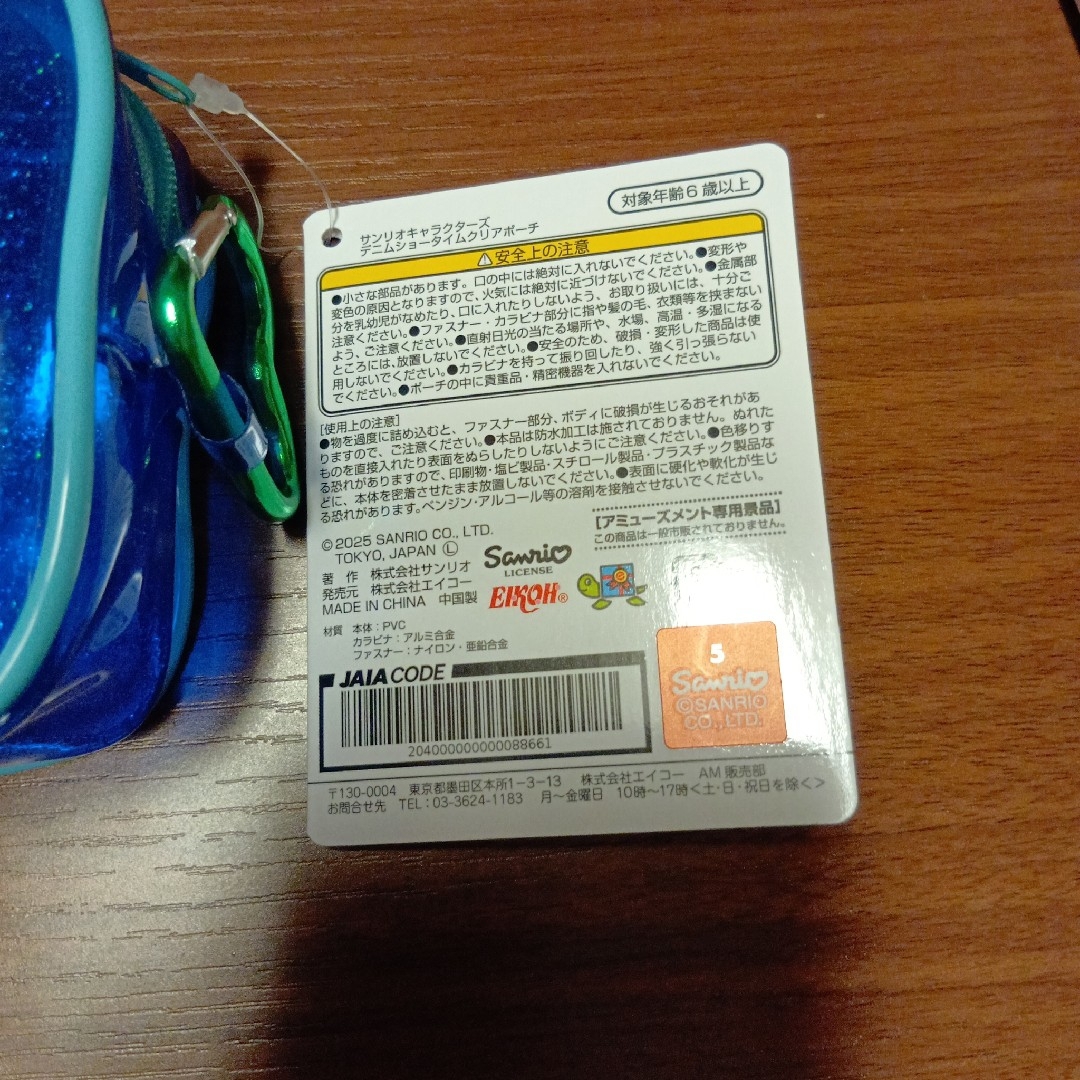 対象年齢6歳以上
サンリオキャラクターズ
デニムショータイムクリアポーチ
⚠安全上の注意
●小さな部品があります。口の中には絶対に入れないでください。●変形や
変色の原因となりますので、火気には絶対に近づけないでください。●金属部
分を乳幼児がなめたり、口に入れたりしないよう、お取り扱いには、十分ご
注意ください。●ファスナー・カラビナ部分に指や髪の毛、衣類等を挟まない
よう、ご注意ください。●直射日光の当たる場所や、水場、高温・多湿になる
ところには、放置しないでください。●安全のため、破損・変形した商品は使
用しないでください。●カラビナを持って振り回したり、強く引っ張らない
でください。●ポーチの中に貴重品・精密機器を入れないでください。
[使用上の注意]
●物を過度に詰め込むと、ファスナー部分、ボディに破損が生じるおそれがあ
りますので、ご注意ください。●本品は防水加工は施されておりません。ぬれた
ものを直接入れたり表面をぬらしたりしないようにご注意ください。●色移りす
る恐れがありますので、印刷物・塩ビ製品・スチロール製品・プラスチック製品な
どに、本体を密着させたまま放置しないでください。●表面に硬化や軟化が生じ
る恐れがあります。ベンジン・アルコール等の溶剤を接触させないでください。
[アミューズメント専用景品]
この商品は一般市販されておりません。
©2025 SANRIO CO., LTD.
TOKYO, JAPAN Ⓛ
著 作 株式会社サンリオ
発売元 株式会社エイコー
MADE IN CHINA 中国製
Sanrio
LICENSE
EIKOH®
材質 本体:PVC
カラビナ:アルミ合金
ファスナー:ナイロン・亜鉛合金
JAIA CODE
204000000000088661
5
Sanrio
©SANRIO
CO., LTD.
〒130-0004 東京都墨田区本所1-3-13 株式会社エイコー AM販売部
お問合せ先 TEL:03-3624-1183 月〜金曜日 10時〜17時<土・日・祝日を除く>